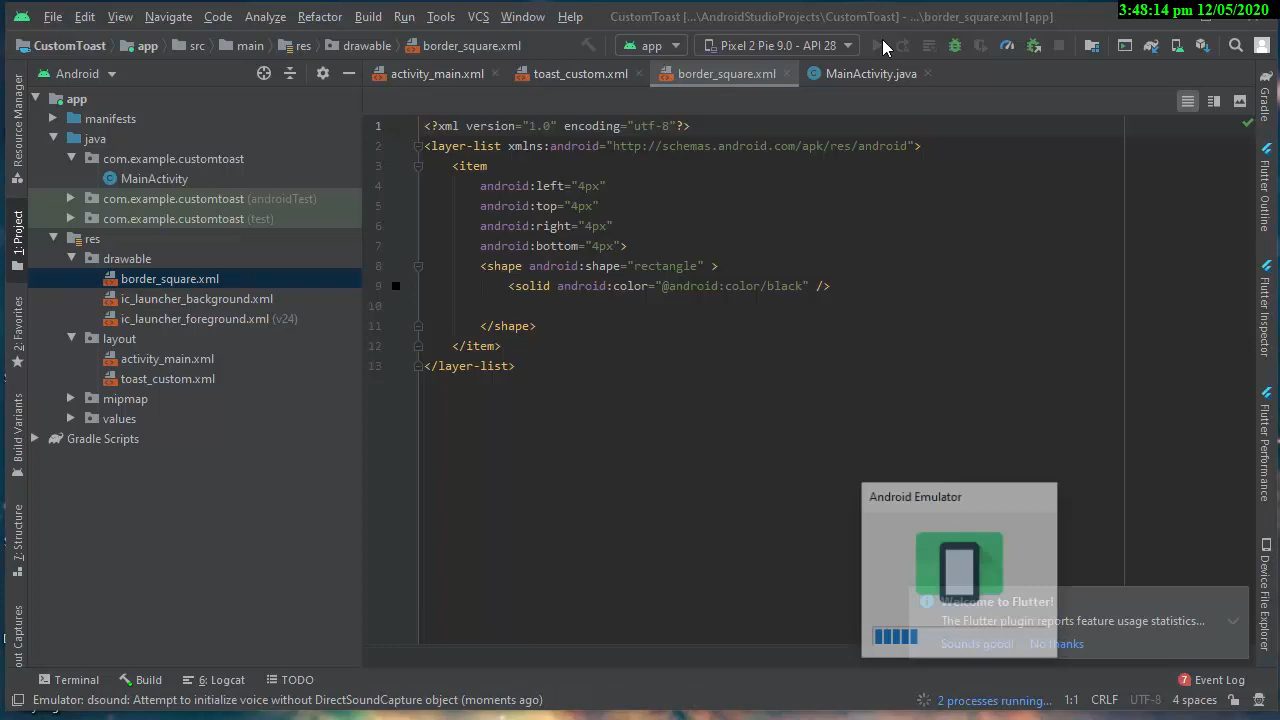 3:48:14 pm 12/05/2020
File Edit View Navigate Code Analyze Refactor Build Run Tools VCS Window Help CustomToast [...\AndroidStudioProjects\CustomToast] - ...\border_square.xml [app]
CustomToast app src main res drawable border_square.xml app Pixel 2 Pie 9.0 - API 28
Android activity_main.xml toast_custom.xml border_square.xml MainActivity.java
app
manifests
java
com.example.customtoast
MainActivity
com.example.customtoast (androidTest)
com.example.customtoast (test)
res
drawable
border_square.xml
ic_launcher_background.xml
ic_launcher_foreground.xml (v24)
layout
activity_main.xml
toast_custom.xml
mipmap
values
Gradle Scripts
Resource Manager
1: Project
2: Favorites
Build Variants
7: Structure
out Captures
1 <?xml version="1.0" encoding="utf-8"?>
2 <layer-list xmlns:android="http://schemas.android.com/apk/res/android">
3 <item
4 android:left="4px"
5 android:top="4px"
6 android:right="4px"
7 android:bottom="4px">
8 <shape android:shape="rectangle" >
9 <solid android:color="@android:color/black" />
10
11 </shape>
12 </item>
13 </layer-list>
Gradle
Flutter Outline
Flutter Inspector
Flutter Performance
Device File Explorer
Android Emulator
Welcome to Flutter!
The Flutter plugin reports feature usage statistics...
Sounds good! No thanks
Terminal Build 6: Logcat TODO 7 Event Log
Emulator: dsound: Attempt to initialize voice without DirectSoundCapture object (moments ago) 2 processes running... 1:1 CRLF UTF-8 4 spaces